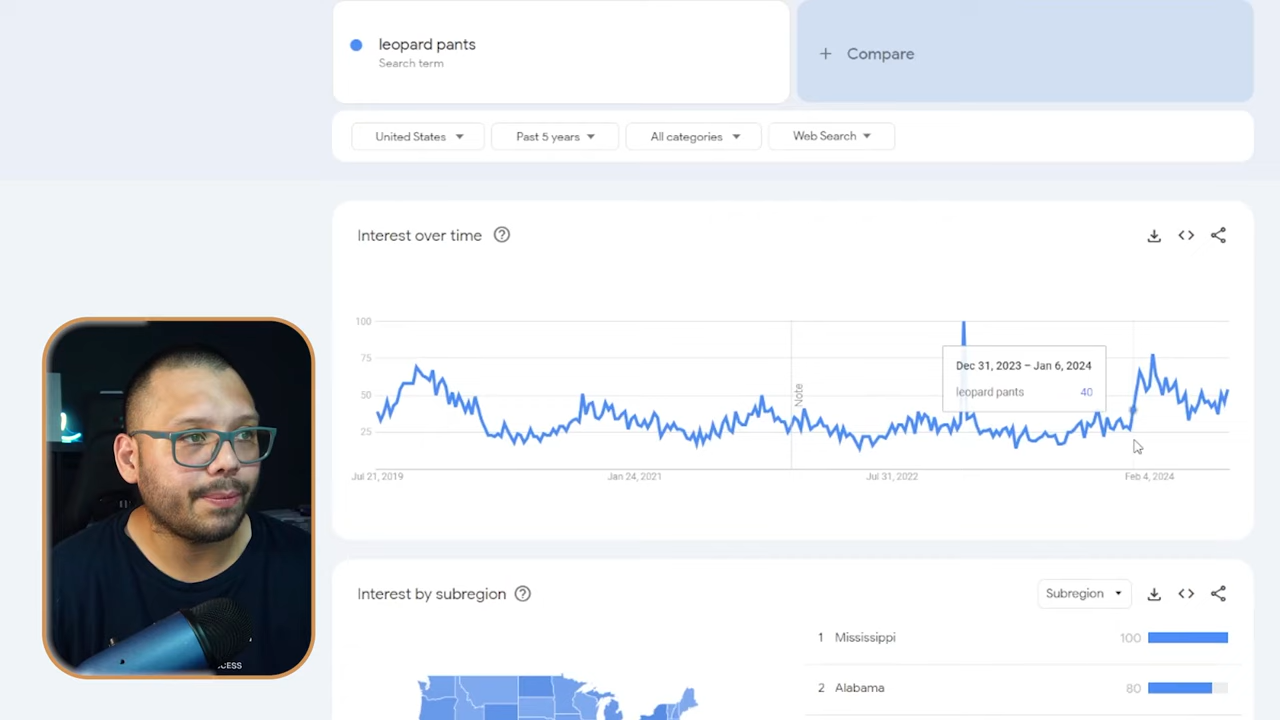 leopard pants
Search term
+ Compare
United States
Past 5 years
All categories
Web Search
Interest over time
100
75
50
25
Note
Dec 31, 2023 – Jan 6, 2024
leopard pants 40
Jul 21, 2019
Jan 24, 2021
Jul 31, 2022
Feb 4, 2024
Interest by subregion
Subregion
1 Mississippi 100
2 Alabama 80
CESS